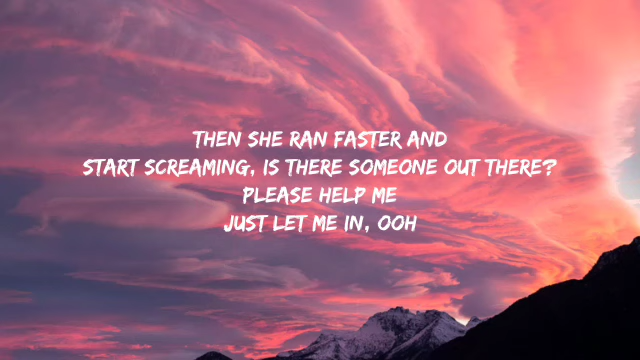 THEN SHE RAN FASTER AND
START SCREAMING, IS THERE SOMEONE OUT THERE?
PLEASE HELP ME
JUST LET ME IN, OOH